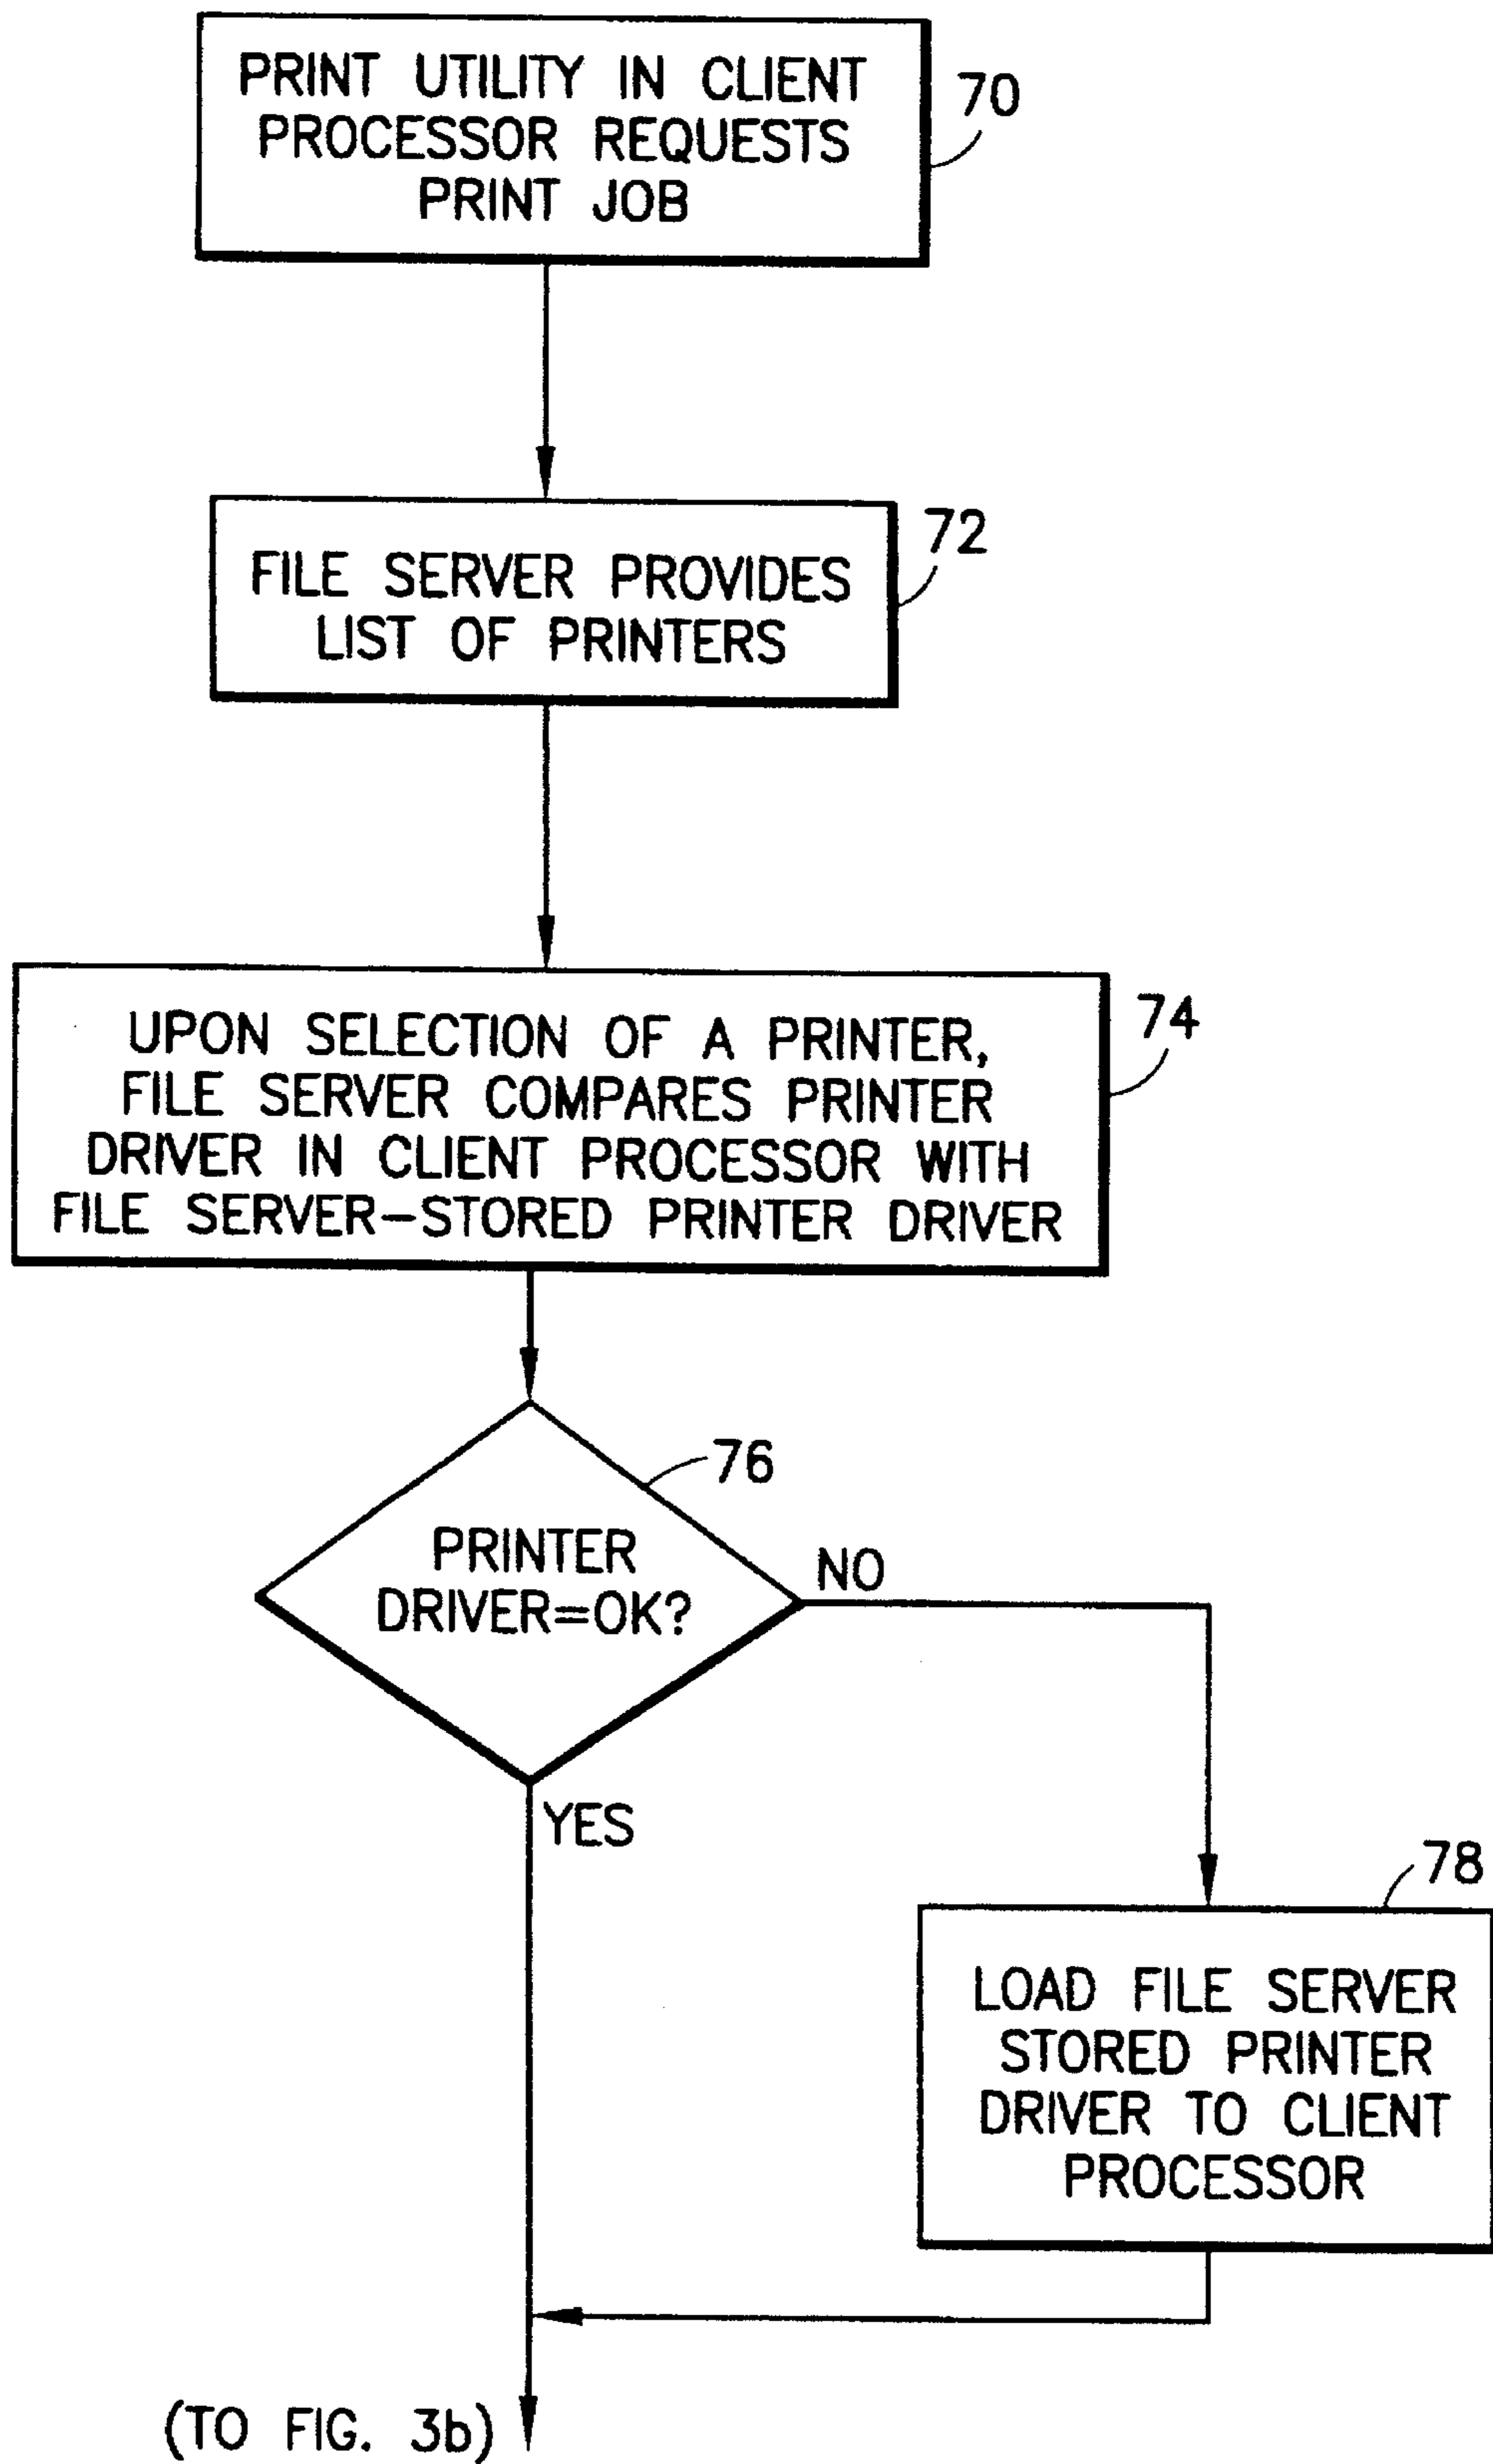 PRINT UTILITY IN CLIENT
PROCESSOR REQUESTS
PRINT JOB
70
FILE SERVER PROVIDES
LIST OF PRINTERS
72
UPON SELECTION OF A PRINTER,
FILE SERVER COMPARES PRINTER
DRIVER IN CLIENT PROCESSOR WITH
FILE SERVER-STORED PRINTER DRIVER
74
76
PRINTER
DRIVER=OK?
NO
YES
78
LOAD FILE SERVER
STORED PRINTER
DRIVER TO CLIENT
PROCESSOR
(TO FIG. 3b)